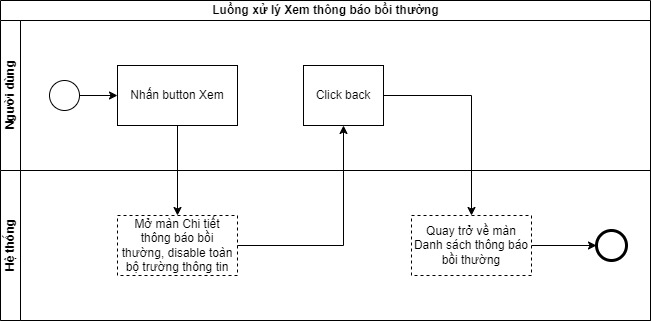 Luồng xử lý Xem thông báo bồi thường
Người dùng
Nhấn button Xem
Click back
Hệ thống
Mở màn Chi tiết
thông báo bồi
thường, disable toàn
bộ trường thông tin
Quay trở về màn
Danh sách thông báo
bồi thường